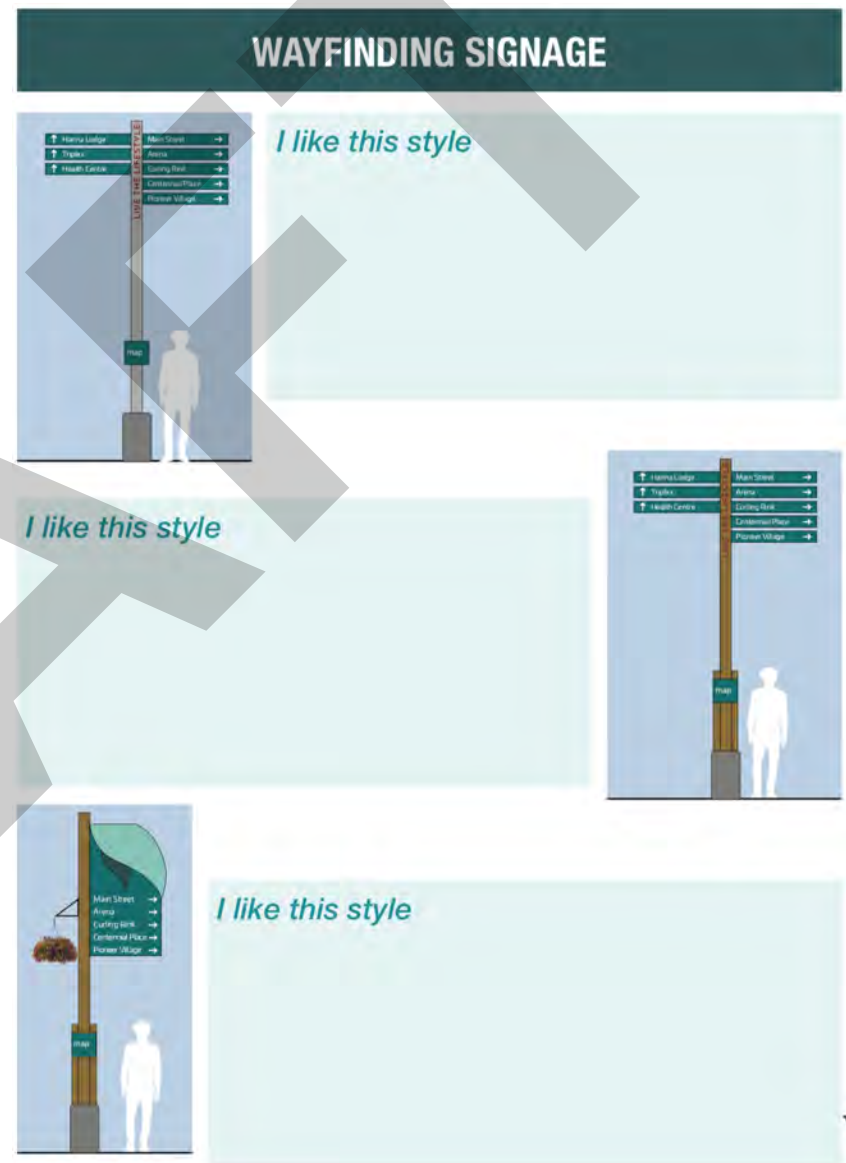 WAYFINDING SIGNAGE
I like this style
↑ Hanna Lodge
↑ Triplex
↑ Health Centre
LIVE THE LIFESTYLE
Main Street →
Arena →
Curling Rink →
Centennial Place →
Pioneer Village →
map
I like this style
↑ Hanna Lodge
↑ Triplex
↑ Health Centre
Main Street →
Arena →
Curling Rink →
Centennial Place →
Pioneer Village →
map
Main Street →
Arena →
Curling Rink →
Centennial Place →
Pioneer Village →
map
I like this style